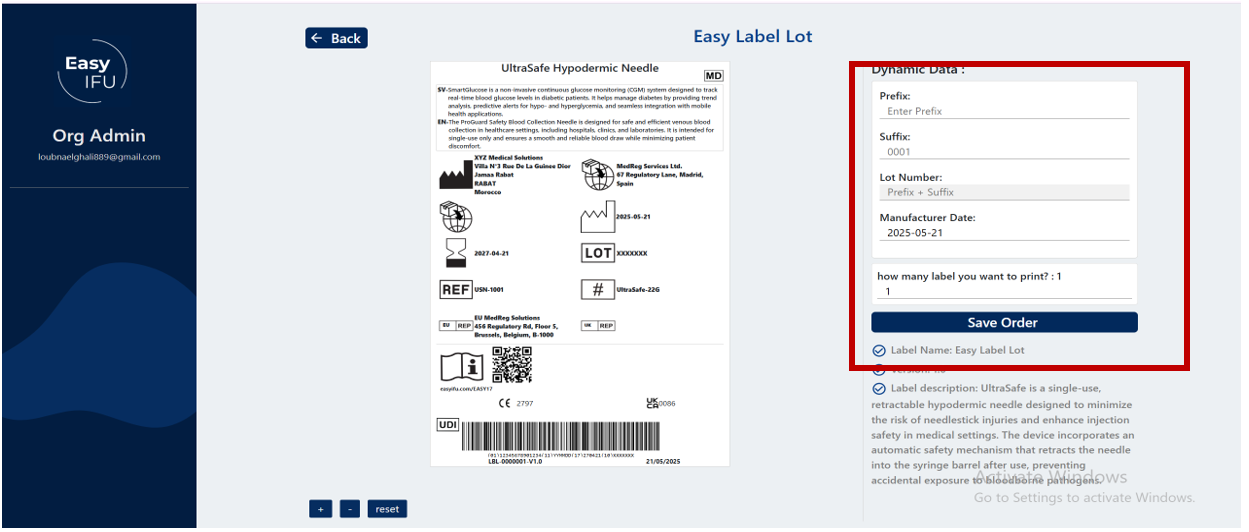 Easy
IFU
Org Admin
loubnaelghali889@gmail.com
← Back
Easy Label Lot
UltraSafe Hypodermic Needle
MD
SV-SmartGlucose is a non-invasive continuous glucose monitoring (CGM) system designed to track
real-time blood glucose levels in diabetic patients. It helps manage diabetes by providing trend
analysis, predictive alerts for hypo- and hyperglycemia, and seamless integration with mobile
health applications.
EN-The ProGuard Safety Blood Collection Needle is designed for safe and efficient venous blood
collection in healthcare settings, including hospitals, clinics, and laboratories. It is intended for
single-use only and ensures a smooth and reliable blood draw while minimizing patient
discomfort.
XYZ Medical Solutions
Villa N°3 Rue De La Guinee Dior
Jamaa Rabat
RABAT
Morocco
MedReg Services Ltd.
67 Regulatory Lane, Madrid,
Spain
2025-05-21
2027-04-21
LOT XXXXXXX
REF USN-1001
# UltraSafe-22G
EU REP
EU MedReg Solutions
456 Regulatory Rd, Floor 5,
Brussels, Belgium, B-1000
UK REP
easyifu.com/EASY17
CE 2797
UK
CA 0086
UDI
LBL-0000001-V1.0
21/05/2025
+
-
reset
Dynamic Data :
Prefix:
Enter Prefix
Suffix:
0001
Lot Number:
Prefix + Suffix
Manufacturer Date:
2025-05-21
how many label you want to print? : 1
1
Save Order
Label Name: Easy Label Lot
Label description: UltraSafe is a single-use,
retractable hypodermic needle designed to minimize
the risk of needlestick injuries and enhance injection
safety in medical settings. The device incorporates an
automatic safety mechanism that retracts the needle
into the syringe barrel after use, preventing
accidental exposure to bloodborne pathogens.
Activate Windows
Go to Settings to activate Windows.